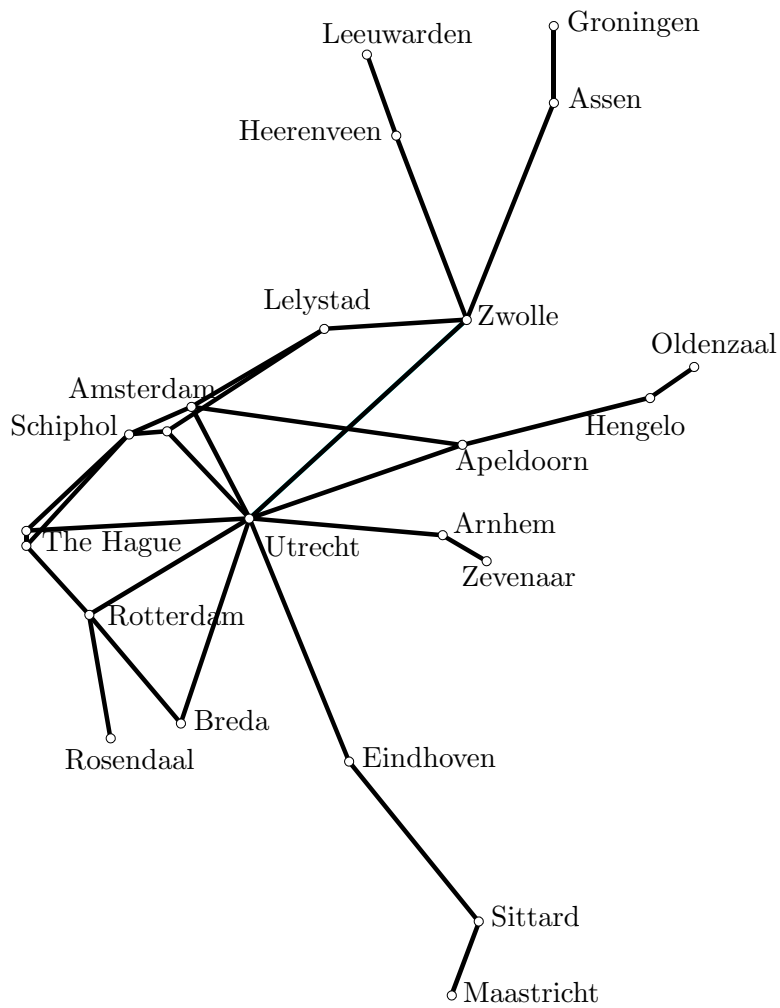 Groningen
Leeuwarden
Assen
Heerenveen
Lelystad
Zwolle
Oldenzaal
Amsterdam
Schiphol
Hengelo
Apeldoorn
Arnhem
The Hague
Utrecht
Zevenaar
Rotterdam
Breda
Rosendaal
Eindhoven
Sittard
Maastricht